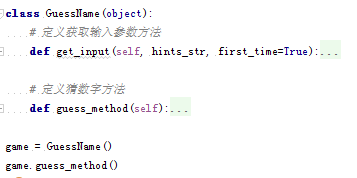 class GuessName(object):
# 定义获取输入参数方法
def get_input(self, hints_str, first_time=True):...
# 定义猜数字方法
def guess_method(self):...
game = GuessName()
game.guess_method()